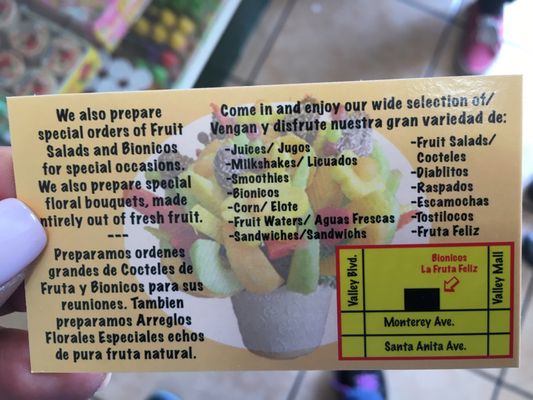 We also prepare
special orders of Fruit
Salads and Bionicos
for special occasions.
We also prepare special
floral bouquets, made
entirely out of fresh fruit.
---
Preparamos ordenes
grandes de Cocteles de
Fruta y Bionicos para sus
reuniones. Tambien
preparamos Arreglos
Florales Especiales echos
de pura fruta natural.
Come in and enjoy our wide selection of/
Vengan y disfrute nuestra gran variedad de:
-Juices/ Jugos
-Milkshakes/ Licuados
-Smoothies
-Bionicos
-Corn/ Elote
-Fruit Waters/ Aguas Frescas
-Sandwiches/Sandwichs
-Fruit Salads/
Cocteles
-Diablitos
-Raspados
-Escamochas
-Tostilocos
-Fruta Feliz
Valley Blvd.
Bionicos
La Fruta Feliz
Valley Mall
Monterey Ave.
Santa Anita Ave.